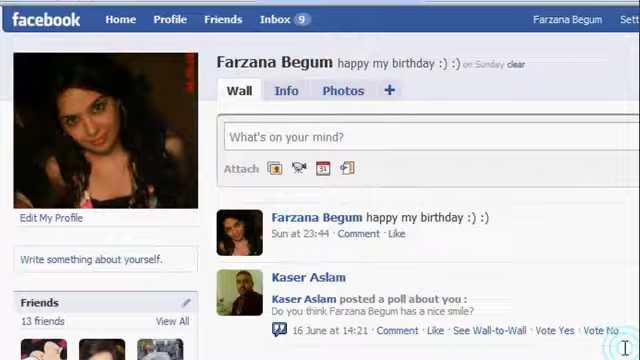 facebook Home Profile Friends Inbox 9 Farzana Begum Sett
Farzana Begum happy my birthday :) :) on Sunday clear
Wall Info Photos +
What's on your mind?
Attach 31
Edit My Profile
Write something about yourself.
Friends
13 friends View All
Farzana Begum happy my birthday :) :)
Sun at 23:44 · Comment · Like
Kaser Aslam
Kaser Aslam posted a poll about you :
Do you think Farzana Begum has a nice smile?
16 June at 14:21 · Comment · Like · See Wall-to-Wall · Vote Yes · Vote No